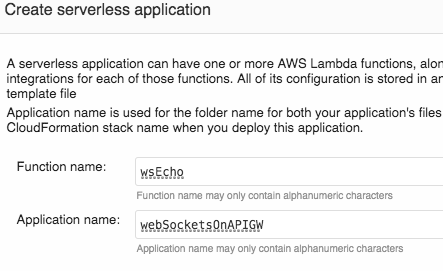 Create serverless application
A serverless application can have one or more AWS Lambda functions, alon
integrations for each of those functions. All of its configuration is stored in an
template file
Application name is used for the folder name for both your application's files
CloudFormation stack name when you deploy this application.
Function name:
wsEcho
Function name may only contain alphanumeric characters
Application name:
webSocketsOnAPIGW
Application name may only contain alphanumeric characters